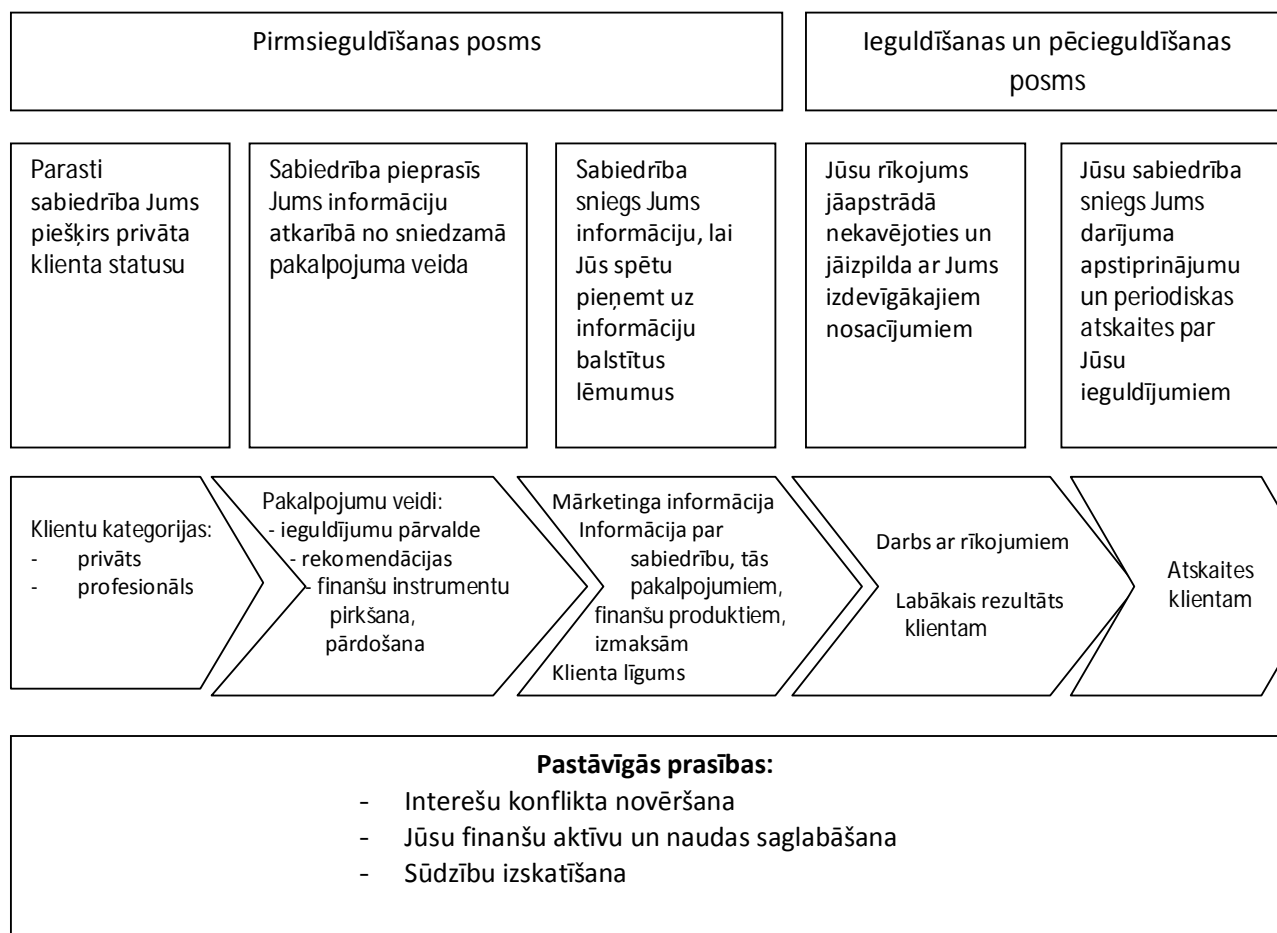 Pirmsieguldīšanas posms
Ieguldīšanas un pēcieguldīšanas
posms
Parasti
sabiedrība Jums
piešķirs privāta
klienta statusu
Sabiedrība pieprasīs
Jums informāciju
atkarībā no sniedzamā
pakalpojuma veida
Sabiedrība
sniegs Jums
informāciju, lai
Jūs spētu
pieņemt uz
informāciju
balstītus
lēmumus
Jūsu rīkojums
jāapstrādā
nekavējoties un
jāizpilda ar Jums
izdevīgākajiem
nosacījumiem
Jūsu sabiedrība
sniegs Jums
darījuma
apstiprinājumu
un periodiskas
atskaites par
Jūsu
ieguldījumiem
Klientu kategorijas:
- privāts
- profesionāls
Pakalpojumu veidi:
- ieguldījumu pārvalde
- rekomendācijas
- finanšu instrumentu
pirkšana,
pārdošana
Mārketinga informācija
Informācija par
sabiedrību, tās
pakalpojumiem,
finanšu produktiem,
izmaksām
Klienta līgums
Darbs ar rīkojumiem
Labākais rezultāts
klientam
Atskaites
klientam
Pastāvīgās prasības:
- Interešu konflikta novēršana
- Jūsu finanšu aktīvu un naudas saglabāšana
- Sūdzību izskatīšana